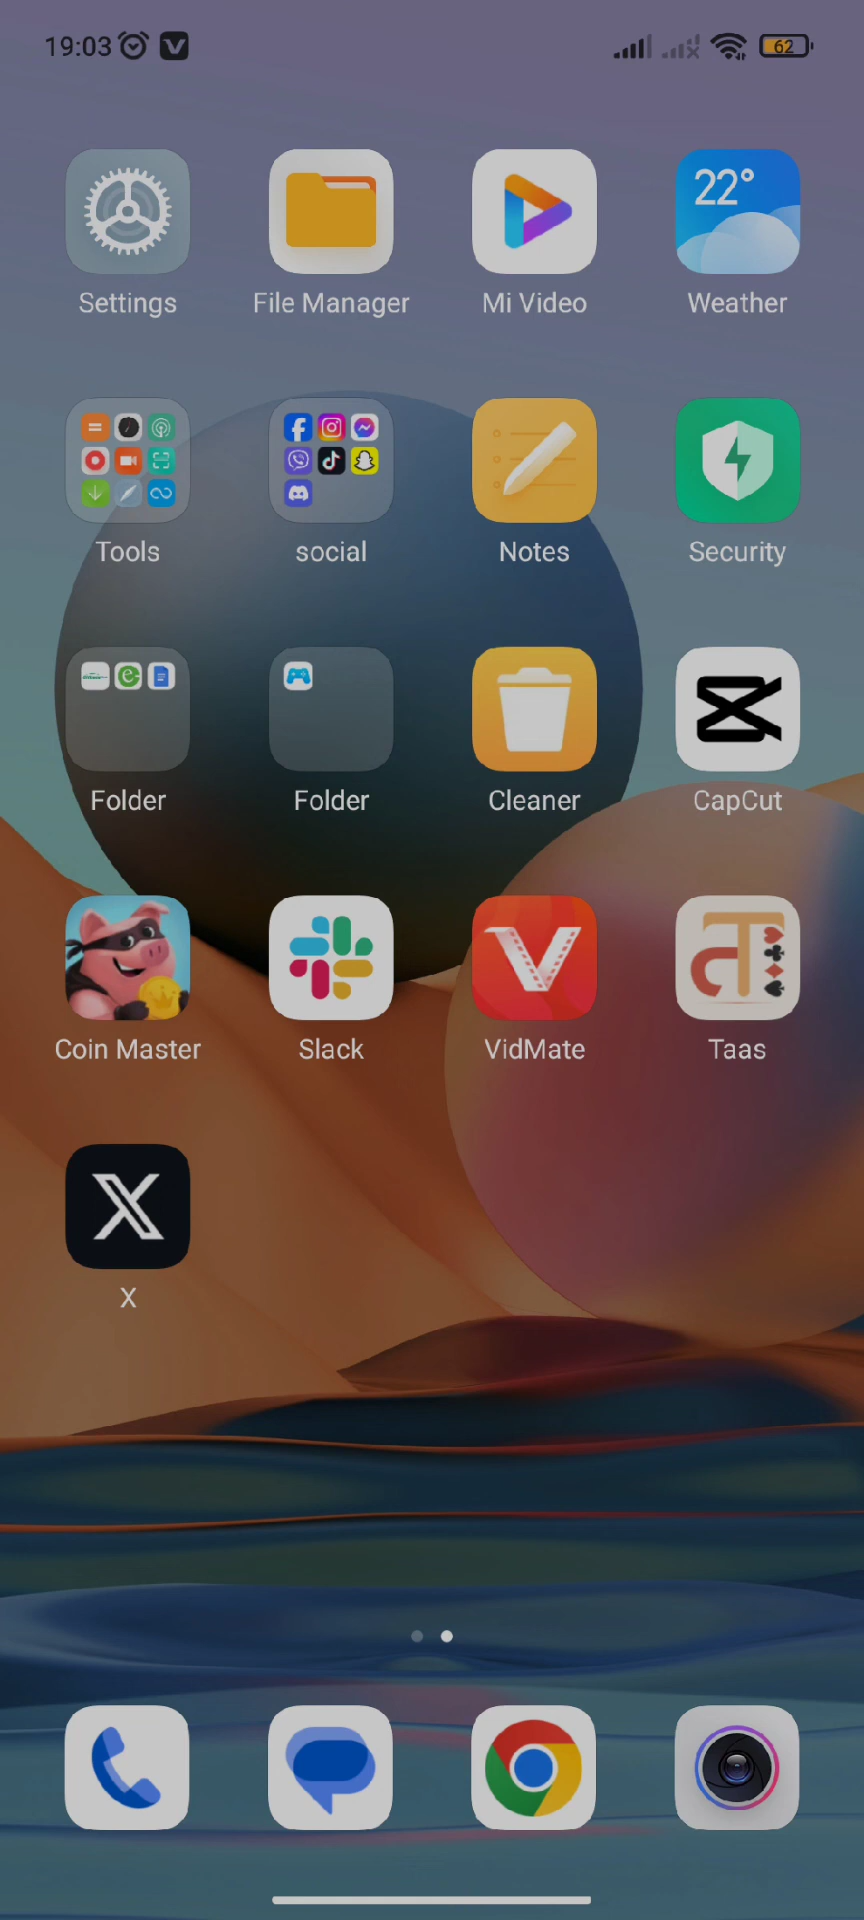 19:03 62
22°
Settings File Manager Mi Video Weather
Tools social Notes Security
Folder Folder Cleaner CapCut
Coin Master Slack VidMate Taas
X